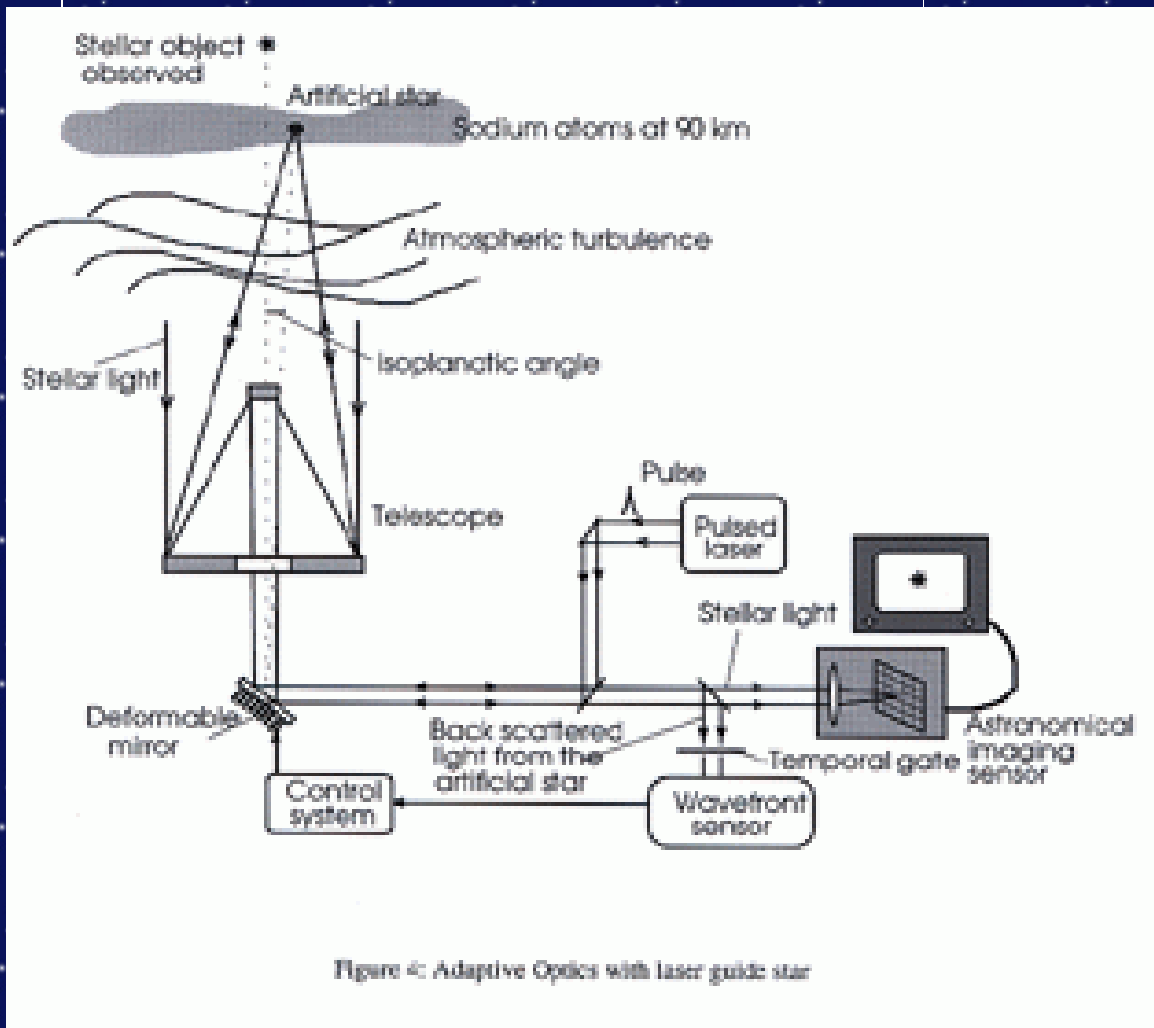 Stellar object
observed
Artificial star
Sodium atoms at 90 km
Atmospheric turbulence
Isoplanatic angle
Stellar light
Pulse
Telescope
Pulsed
laser
Stellar light
Deformable
mirror
Back scattered
light from the
artificial star
Temporal gate
Astronomical
imaging
sensor
Control
system
Wavefront
sensor
Figure 4: Adaptive Optics with laser guide star